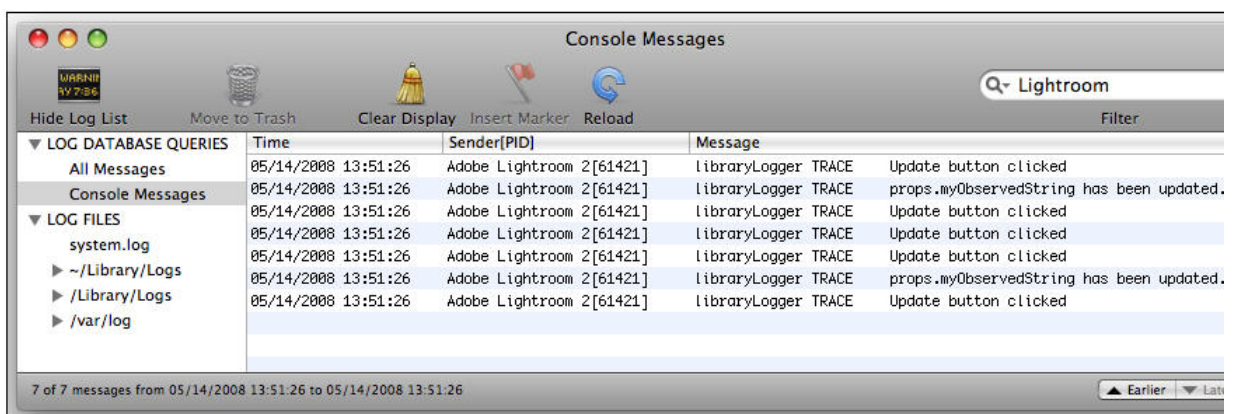 Console Messages
WARNIN
AY 7:36
Lightroom
Hide Log List Move to Trash Clear Display Insert Marker Reload Filter
LOG DATABASE QUERIES
All Messages
Console Messages
LOG FILES
system.log
~/Library/Logs
/Library/Logs
/var/log
Time Sender[PID] Message
05/14/2008 13:51:26 Adobe Lightroom 2[61421] libraryLogger TRACE Update button clicked
05/14/2008 13:51:26 Adobe Lightroom 2[61421] libraryLogger TRACE props.myObservedString has been updated.
05/14/2008 13:51:26 Adobe Lightroom 2[61421] libraryLogger TRACE Update button clicked
05/14/2008 13:51:26 Adobe Lightroom 2[61421] libraryLogger TRACE Update button clicked
05/14/2008 13:51:26 Adobe Lightroom 2[61421] libraryLogger TRACE Update button clicked
05/14/2008 13:51:26 Adobe Lightroom 2[61421] libraryLogger TRACE props.myObservedString has been updated.
05/14/2008 13:51:26 Adobe Lightroom 2[61421] libraryLogger TRACE Update button clicked
7 of 7 messages from 05/14/2008 13:51:26 to 05/14/2008 13:51:26
Earlier